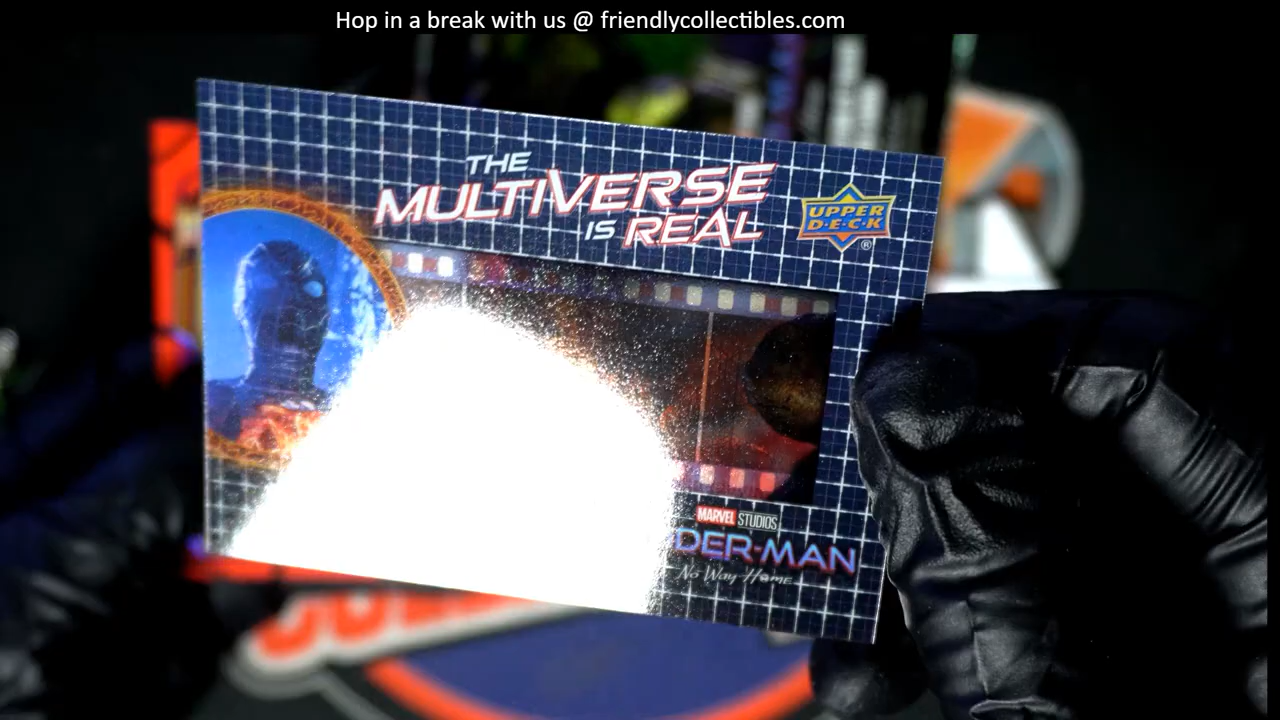 Hop in a break with us @ friendlycollectibles.com
THE
MULTIVERSE
IS REAL
UPPER
D·E·C·K
®
MARVEL STUDIOS
DER-MAN
No Way Home